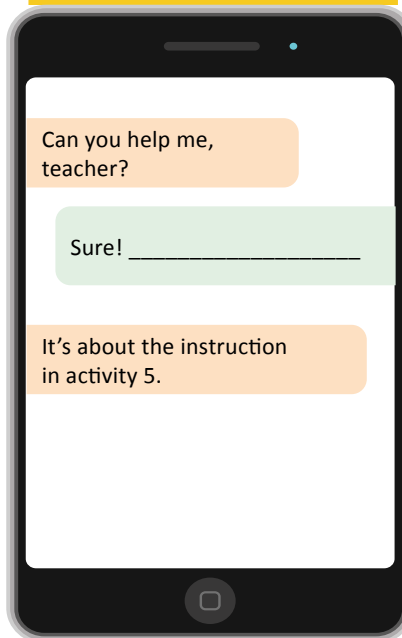 Can you help me,
teacher?
Sure! ___________________
It’s about the instruction
in activity 5.